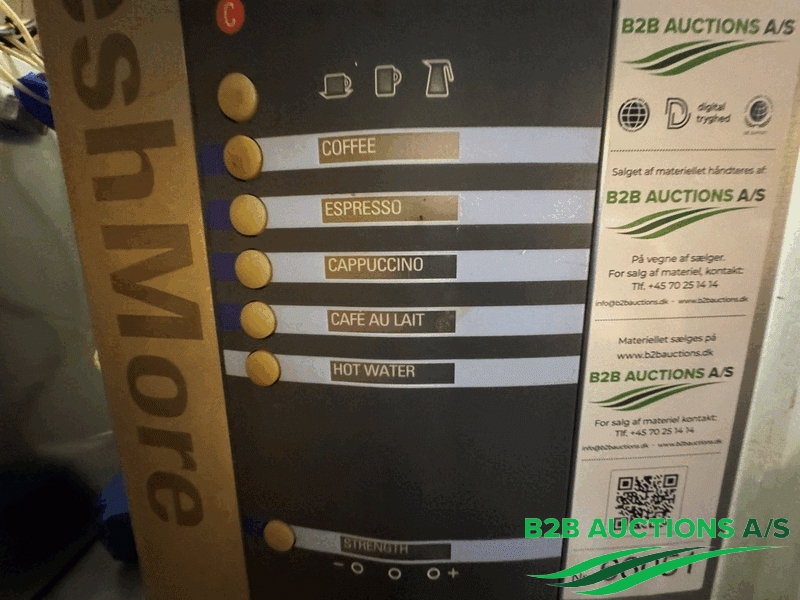 eshMore
C
COFFEE
ESPRESSO
CAPPUCCINO
CAFÉ AU LAIT
HOT WATER
STRENGTH
- +
B2B AUCTIONS A/S
digital
tryghed
Salget af materiellet håndteres af:
B2B AUCTIONS A/S
På vegne af sælger.
For salg af materiel, kontakt:
Tlf. +45 70 25 14 14
info@b2bauctions.dk - www.b2bauctions.dk
Materiellet sælges på
www.b2bauctions.dk
B2B AUCTIONS A/S
For salg af materiel kontakt:
Tlf. +45 70 25 14 14
info@b2bauctions.dk - www.b2bauctions.dk
B2B AUCTIONS A/S